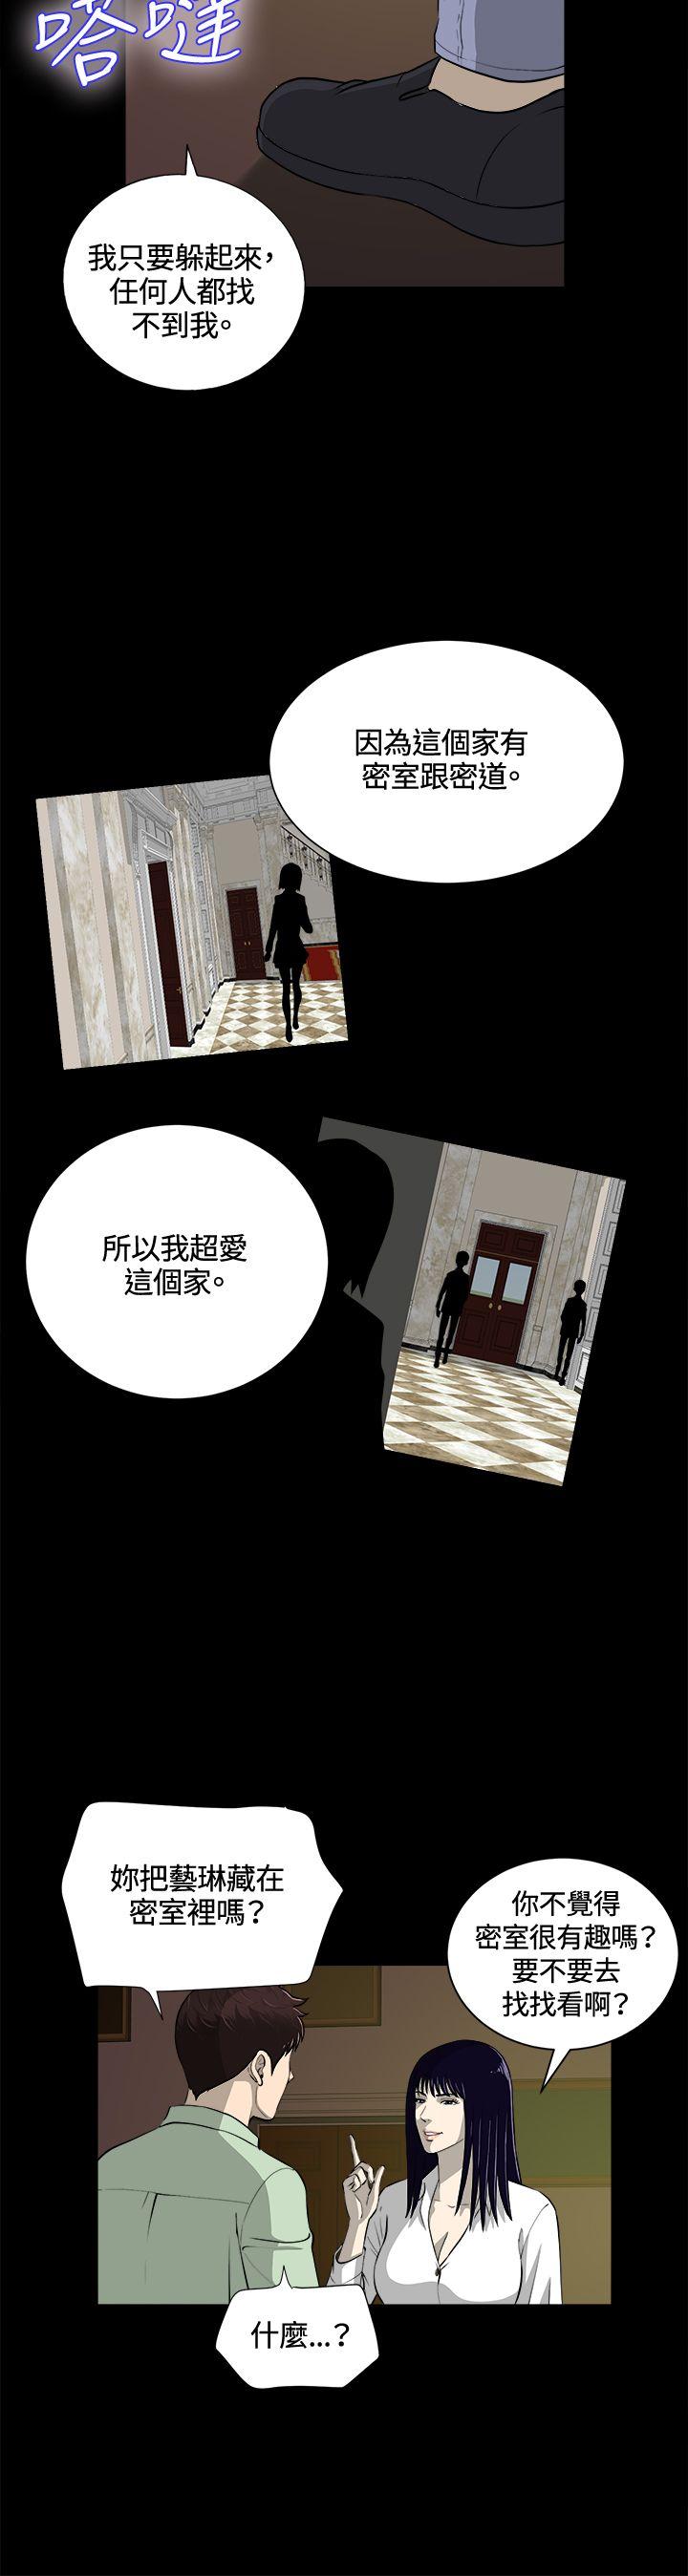 嗒噠
我只要躲起來,
任何人都找
不到我。
因為這個家有
密室跟密道。
所以我超愛
這個家。
妳把藝琳藏在
密室裡嗎？
你不覺得
密室很有趣嗎？
要不要去
找找看啊？
什麼...？